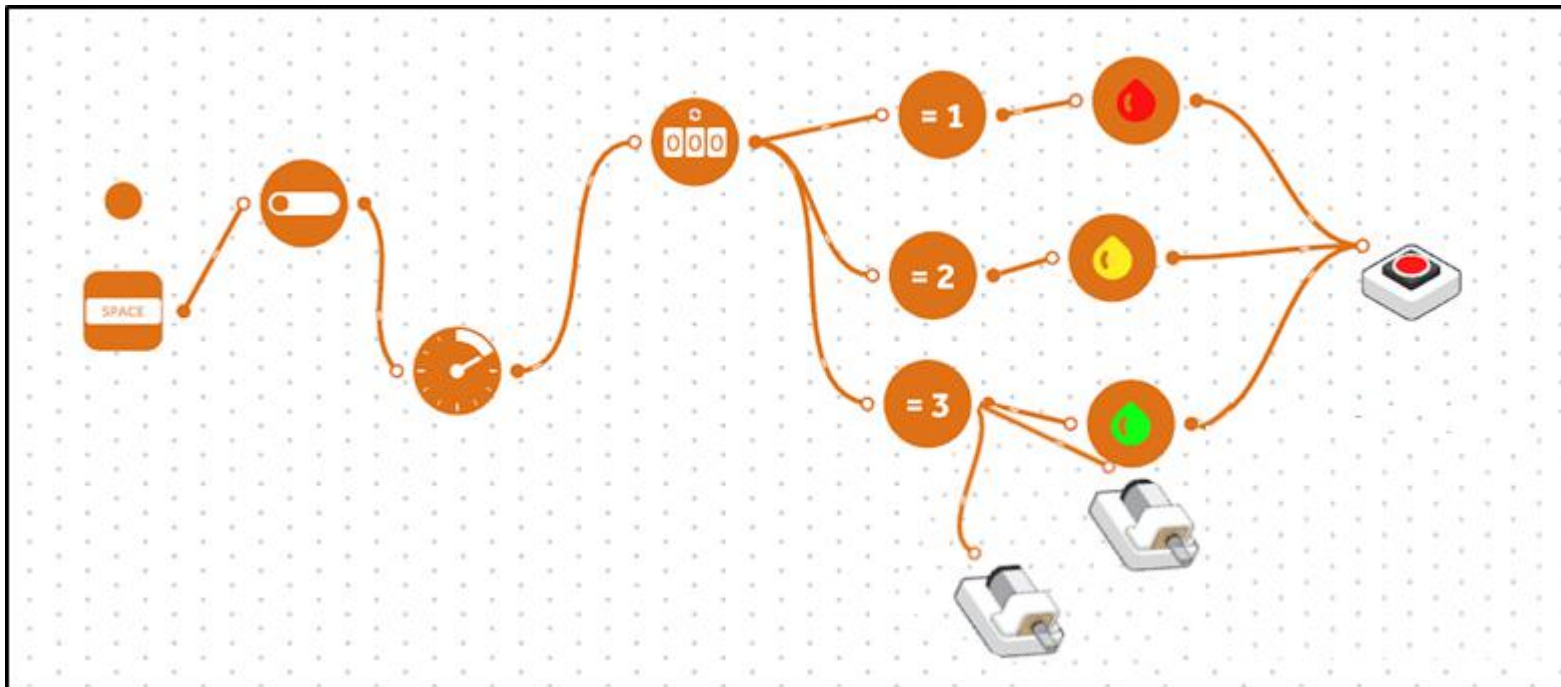 SPACE
000
= 1
= 2
= 3